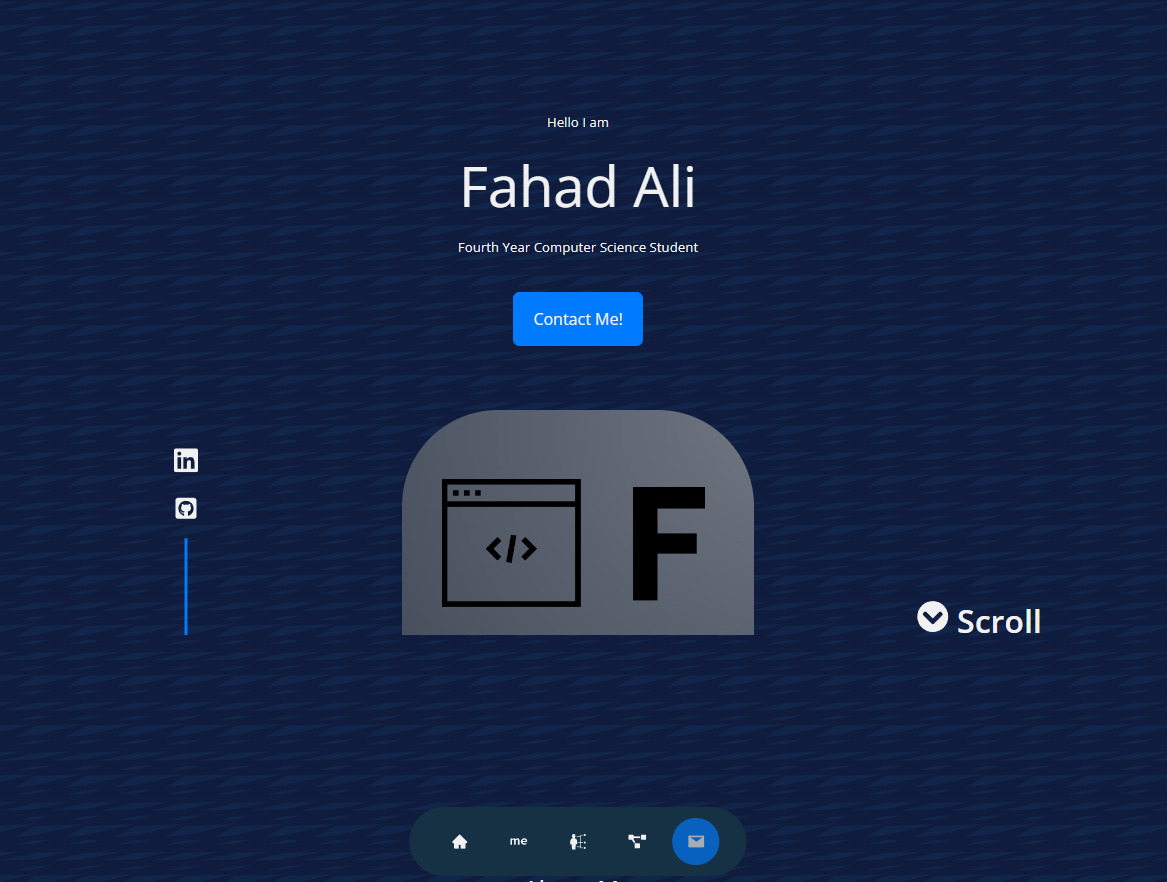 Hello I am
Fahad Ali
Fourth Year Computer Science Student
Contact Me!
in
</>
F
Scroll
me